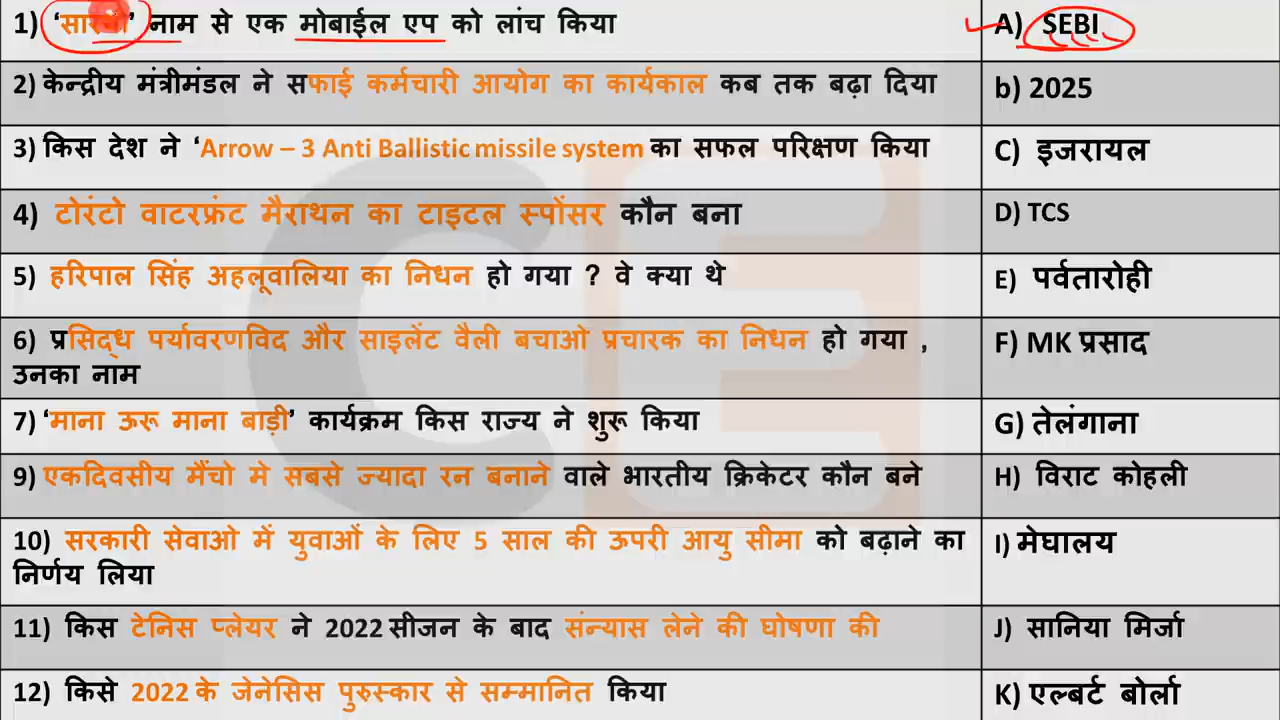 1) ‘सारथी’ नाम से एक मोबाईल एप को लांच किया
A) SEBI
2) केन्द्रीय मंत्रीमंडल ने सफाई कर्मचारी आयोग का कार्यकाल कब तक बढ़ा दिया
b) 2025
3) किस देश ने ‘Arrow – 3 Anti Ballistic missile system का सफल परिक्षण किया
C) इजरायल
4) टोरंटो वाटरफ्रंट मैराथन का टाइटल स्पोंसर कौन बना
D) TCS
5) हरिपाल सिंह अहलूवालिया का निधन हो गया ? वे क्या थे
E) पर्वतारोही
6) प्रसिद्ध पर्यावरणविद और साइलेंट वैली बचाओ प्रचारक का निधन हो गया ,
उनका नाम
F) MK प्रसाद
7) ‘माना ऊरू माना बाड़ी’ कार्यक्रम किस राज्य ने शुरू किया
G) तेलंगाना
9) एकदिवसीय मैंचो मे सबसे ज्यादा रन बनाने वाले भारतीय क्रिकेटर कौन बने
H) विराट कोहली
10) सरकारी सेवाओ में युवाओं के लिए 5 साल की ऊपरी आयु सीमा को बढ़ाने का
निर्णय लिया
I) मेघालय
11) किस टेनिस प्लेयर ने 2022 सीजन के बाद संन्यास लेने की घोषणा की
J) सानिया मिर्जा
12) किसे 2022 के जेनेसिस पुरुस्कार से सम्मानित किया
K) एल्बर्ट बोर्ला